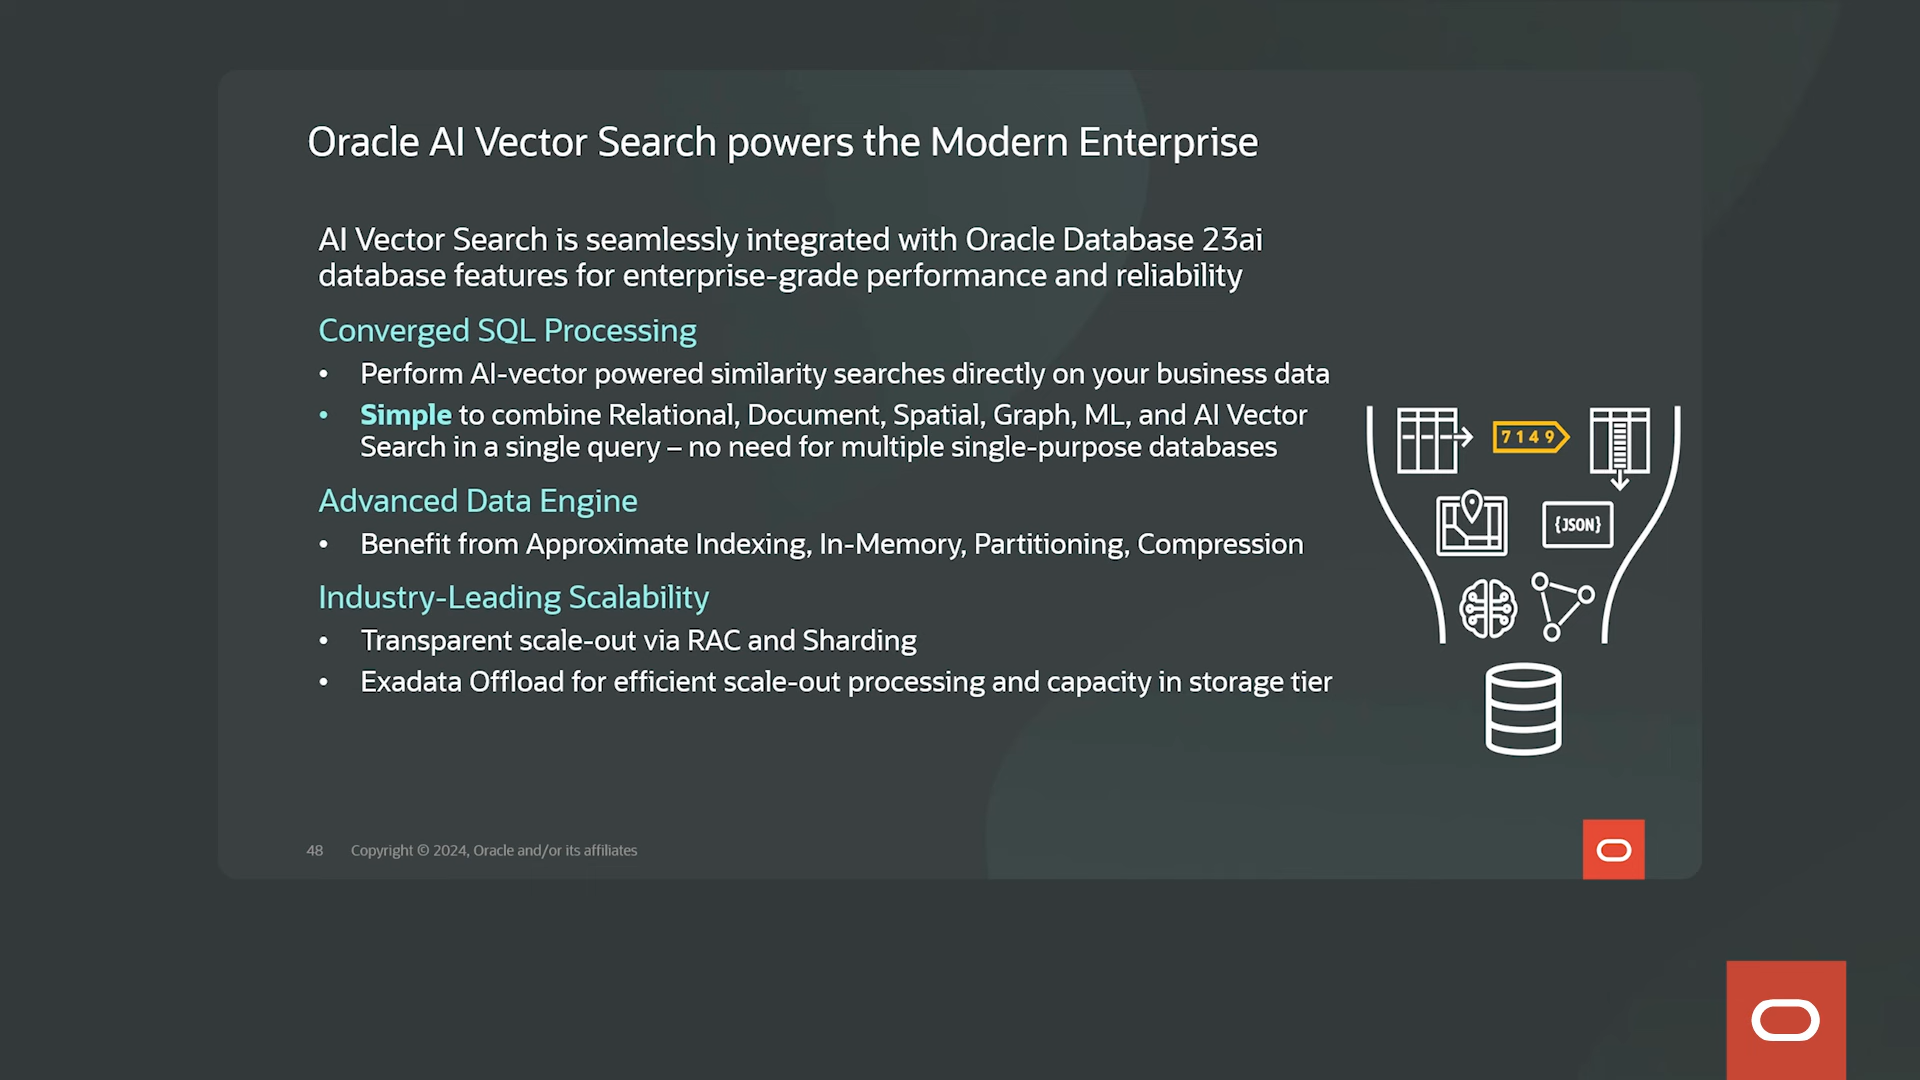 Oracle AI Vector Search powers the Modern Enterprise
AI Vector Search is seamlessly integrated with Oracle Database 23ai
database features for enterprise-grade performance and reliability
Converged SQL Processing
• Perform AI-vector powered similarity searches directly on your business data
• Simple to combine Relational, Document, Spatial, Graph, ML, and AI Vector
Search in a single query – no need for multiple single-purpose databases
Advanced Data Engine
• Benefit from Approximate Indexing, In-Memory, Partitioning, Compression
Industry-Leading Scalability
• Transparent scale-out via RAC and Sharding
• Exadata Offload for efficient scale-out processing and capacity in storage tier
7149
{JSON}
48 Copyright © 2024, Oracle and/or its affiliates